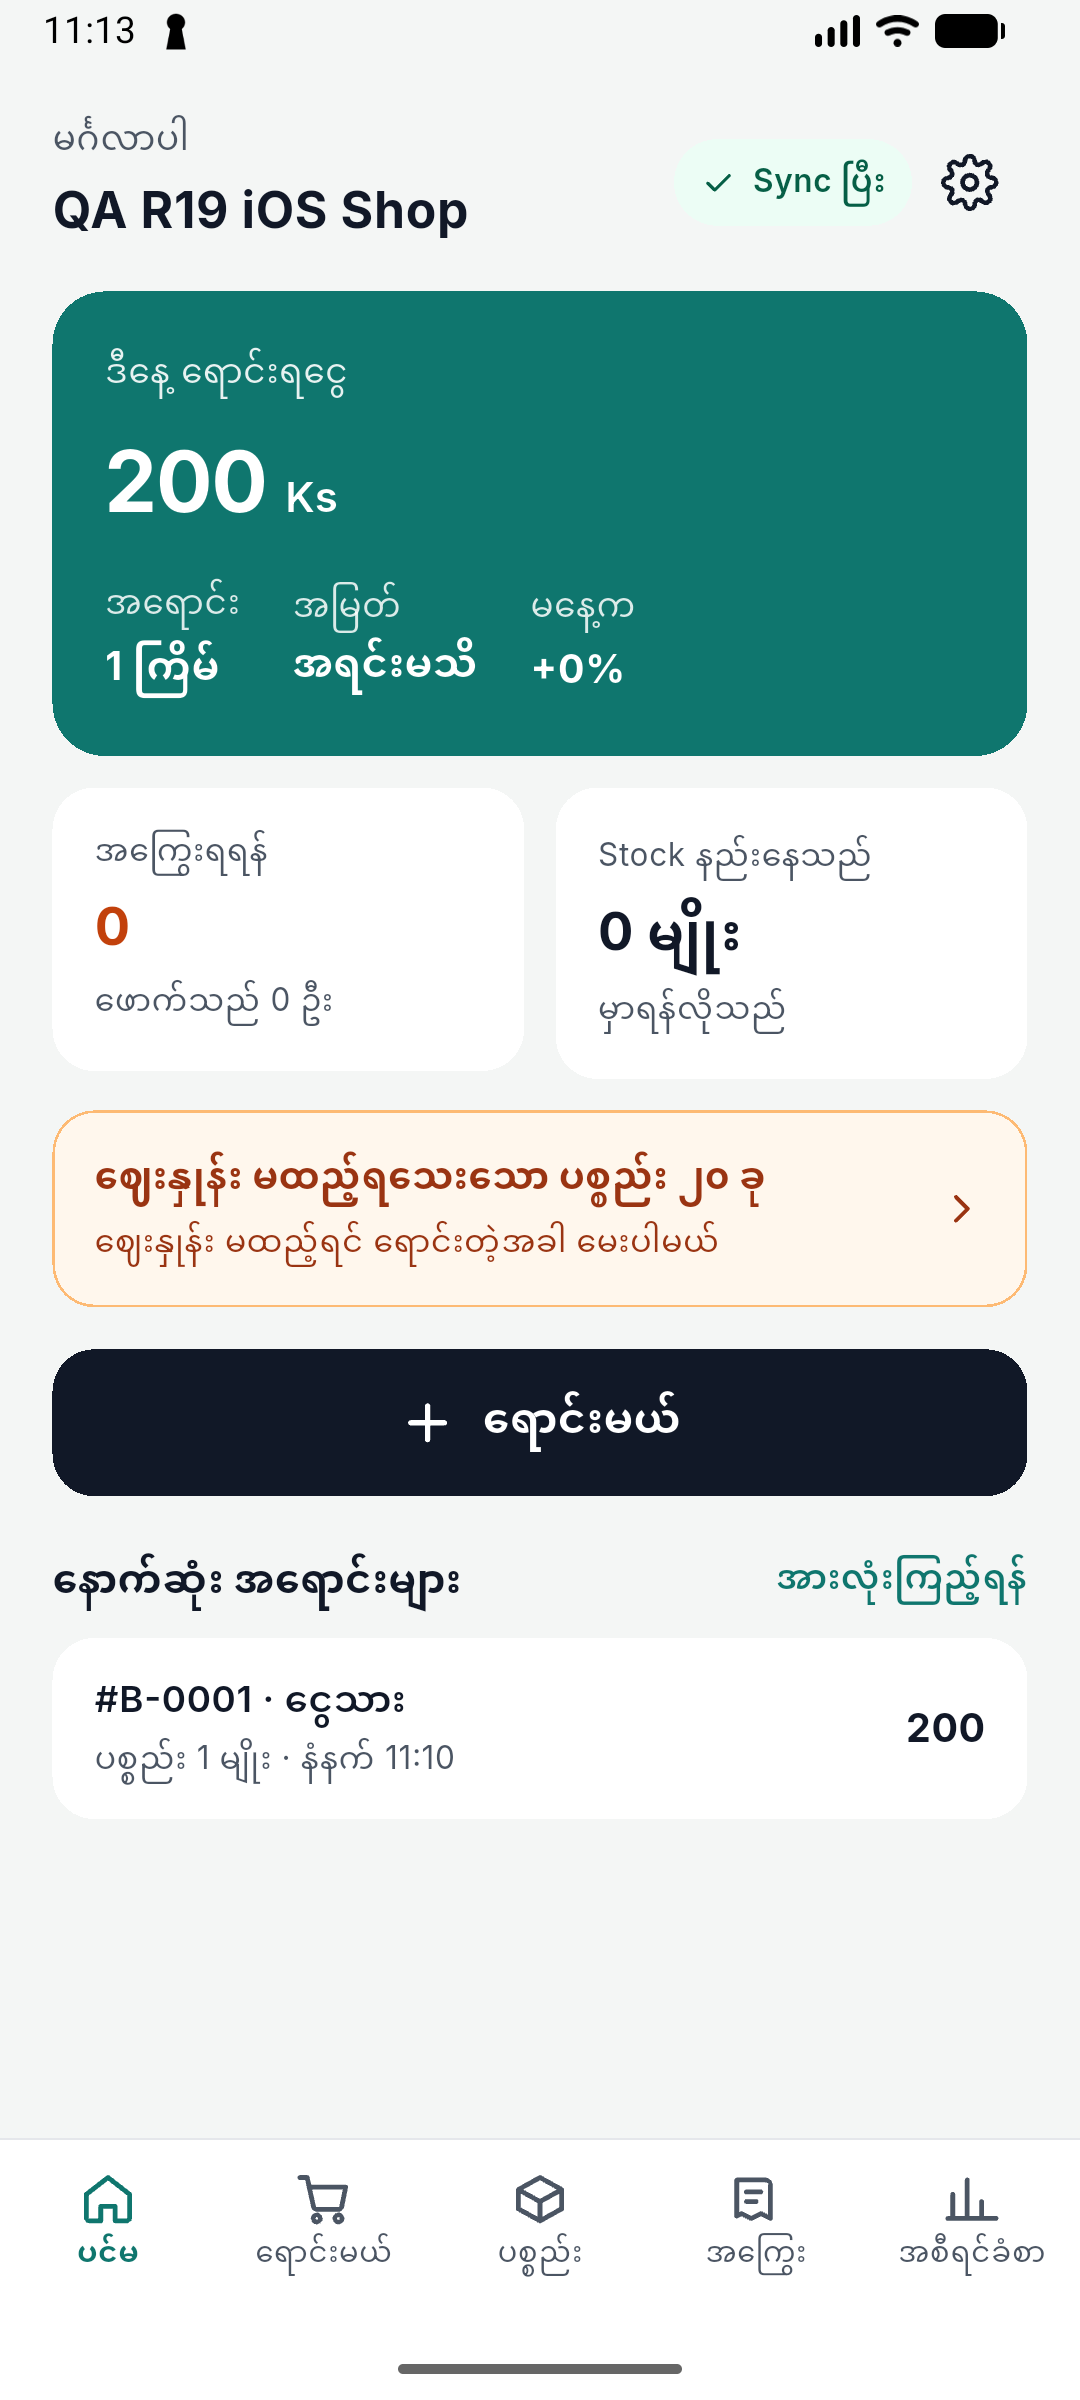 11:13
မင်္ဂလာပါ
QA R19 iOS Shop
Sync ပြီး
ဒီနေ့ ရောင်းရငွေ
200 Ks
အရောင်း အမြတ် မနေ့က
1 ကြိမ် အရင်းမသိ +0%
အကြွေးရရန်
0
ဖောက်သည် 0 ဦး
Stock နည်းနေသည်
0 မျိုး
မှာရန်လိုသည်
ဈေးနှုန်း မထည့်ရသေးသော ပစ္စည်း ၂၀ ခု
ဈေးနှုန်း မထည့်ရင် ရောင်းတဲ့အခါ မေးပါမယ်
ရောင်းမယ်
နောက်ဆုံး အရောင်းများ
အားလုံးကြည့်ရန်
#B-0001 · ငွေသား
ပစ္စည်း 1 မျိုး · နံနက် 11:10
200
ပင်မ ရောင်းမယ် ပစ္စည်း အကြွေး အစီရင်ခံစာ